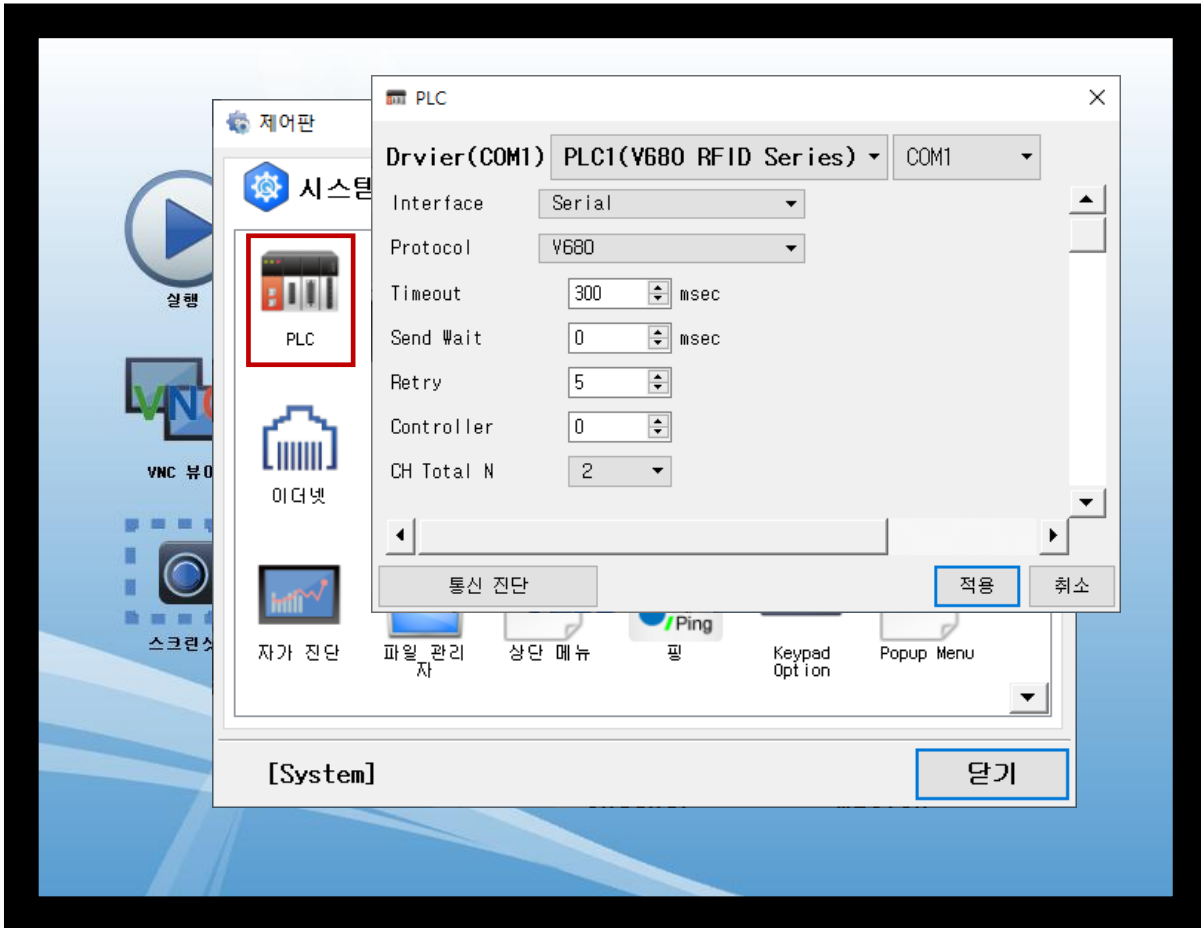 PLC
제어판
Drvier(COM1) PLC1(V680 RFID Series) COM1
시스템
Interface Serial
Protocol V680
Timeout 300 msec
Send Wait 0 msec
Retry 5
Controller 0
CH Total N 2
통신 진단 적용 취소
실행
PLC
VNC
VNC 뷰어
이더넷
스크린샷
자가 진단
파일 관리자
상단 메뉴
Ping
핑
Keypad Option
Popup Menu
[System] 닫기